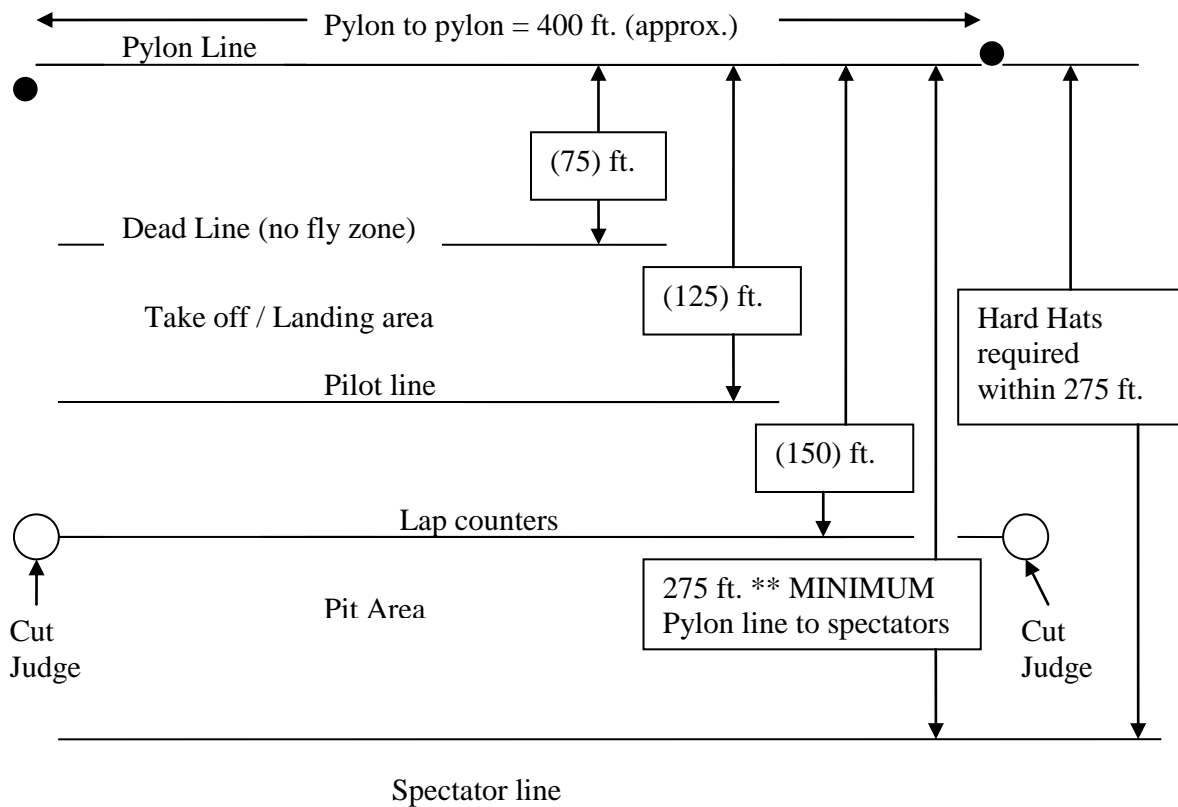 Pylon to pylon = 400 ft. (approx.)
Pylon Line
(75) ft.
Dead Line (no fly zone)
(125) ft.
Take off / Landing area
Hard Hats
required
within 275 ft.
Pilot line
(150) ft.
Lap counters
275 ft. ** MINIMUM
Pylon line to spectators
Pit Area
Cut
Judge
Cut
Judge
Spectator line